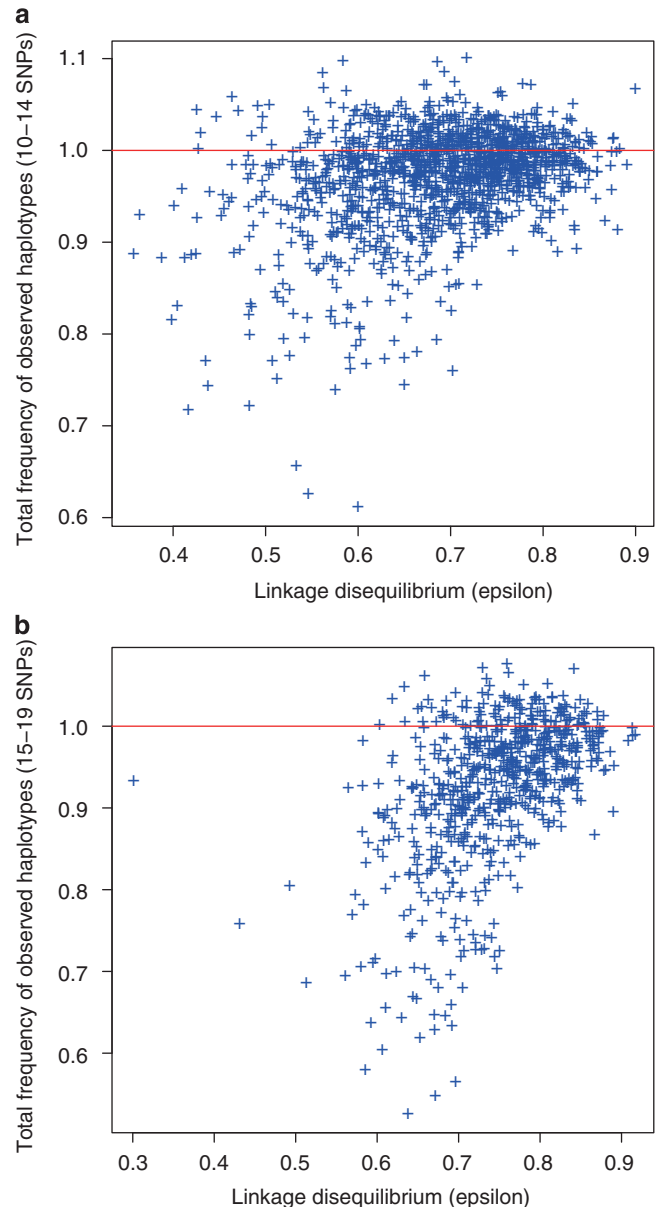 a
Total frequency of observed haplotypes (10–14 SNPs)
1.1
1.0
0.9
0.8
0.7
0.6
0.4 0.5 0.6 0.7 0.8 0.9
Linkage disequilibrium (epsilon)
b
Total frequency of observed haplotypes (15–19 SNPs)
1.0
0.9
0.8
0.7
0.6
0.3 0.4 0.5 0.6 0.7 0.8 0.9
Linkage disequilibrium (epsilon)